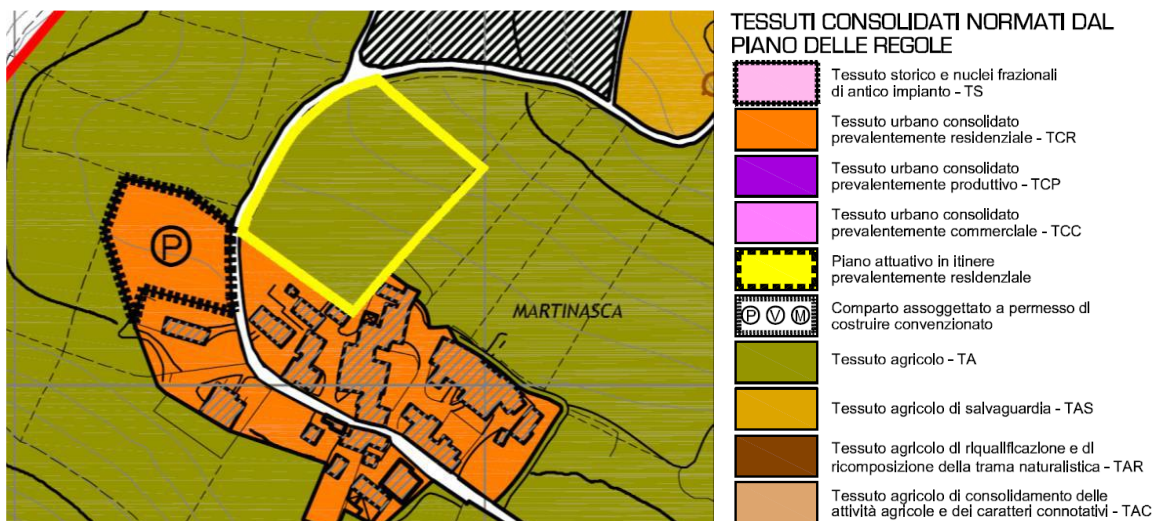 P
MARTINASCA
TESSUTI CONSOLIDATI NORMATI DAL
PIANO DELLE REGOLE
Tessuto storico e nuclei frazionali
di antico impianto - TS
Tessuto urbano consolidato
prevalentemente residenziale - TCR
Tessuto urbano consolidato
prevalentemente produttivo - TCP
Tessuto urbano consolidato
prevalentemente commerciale - TCC
Piano attuativo in itinere
prevalentemente residenziale
P V M
Comparto assoggettato a permesso di
costruire convenzionato
Tessuto agricolo - TA
Tessuto agricolo di salvaguardia - TAS
Tessuto agricolo di riqualificazione e di
ricomposizione della trama naturalistica - TAR
Tessuto agricolo di consolidamento delle
attività agricole e dei caratteri connotativi - TAC